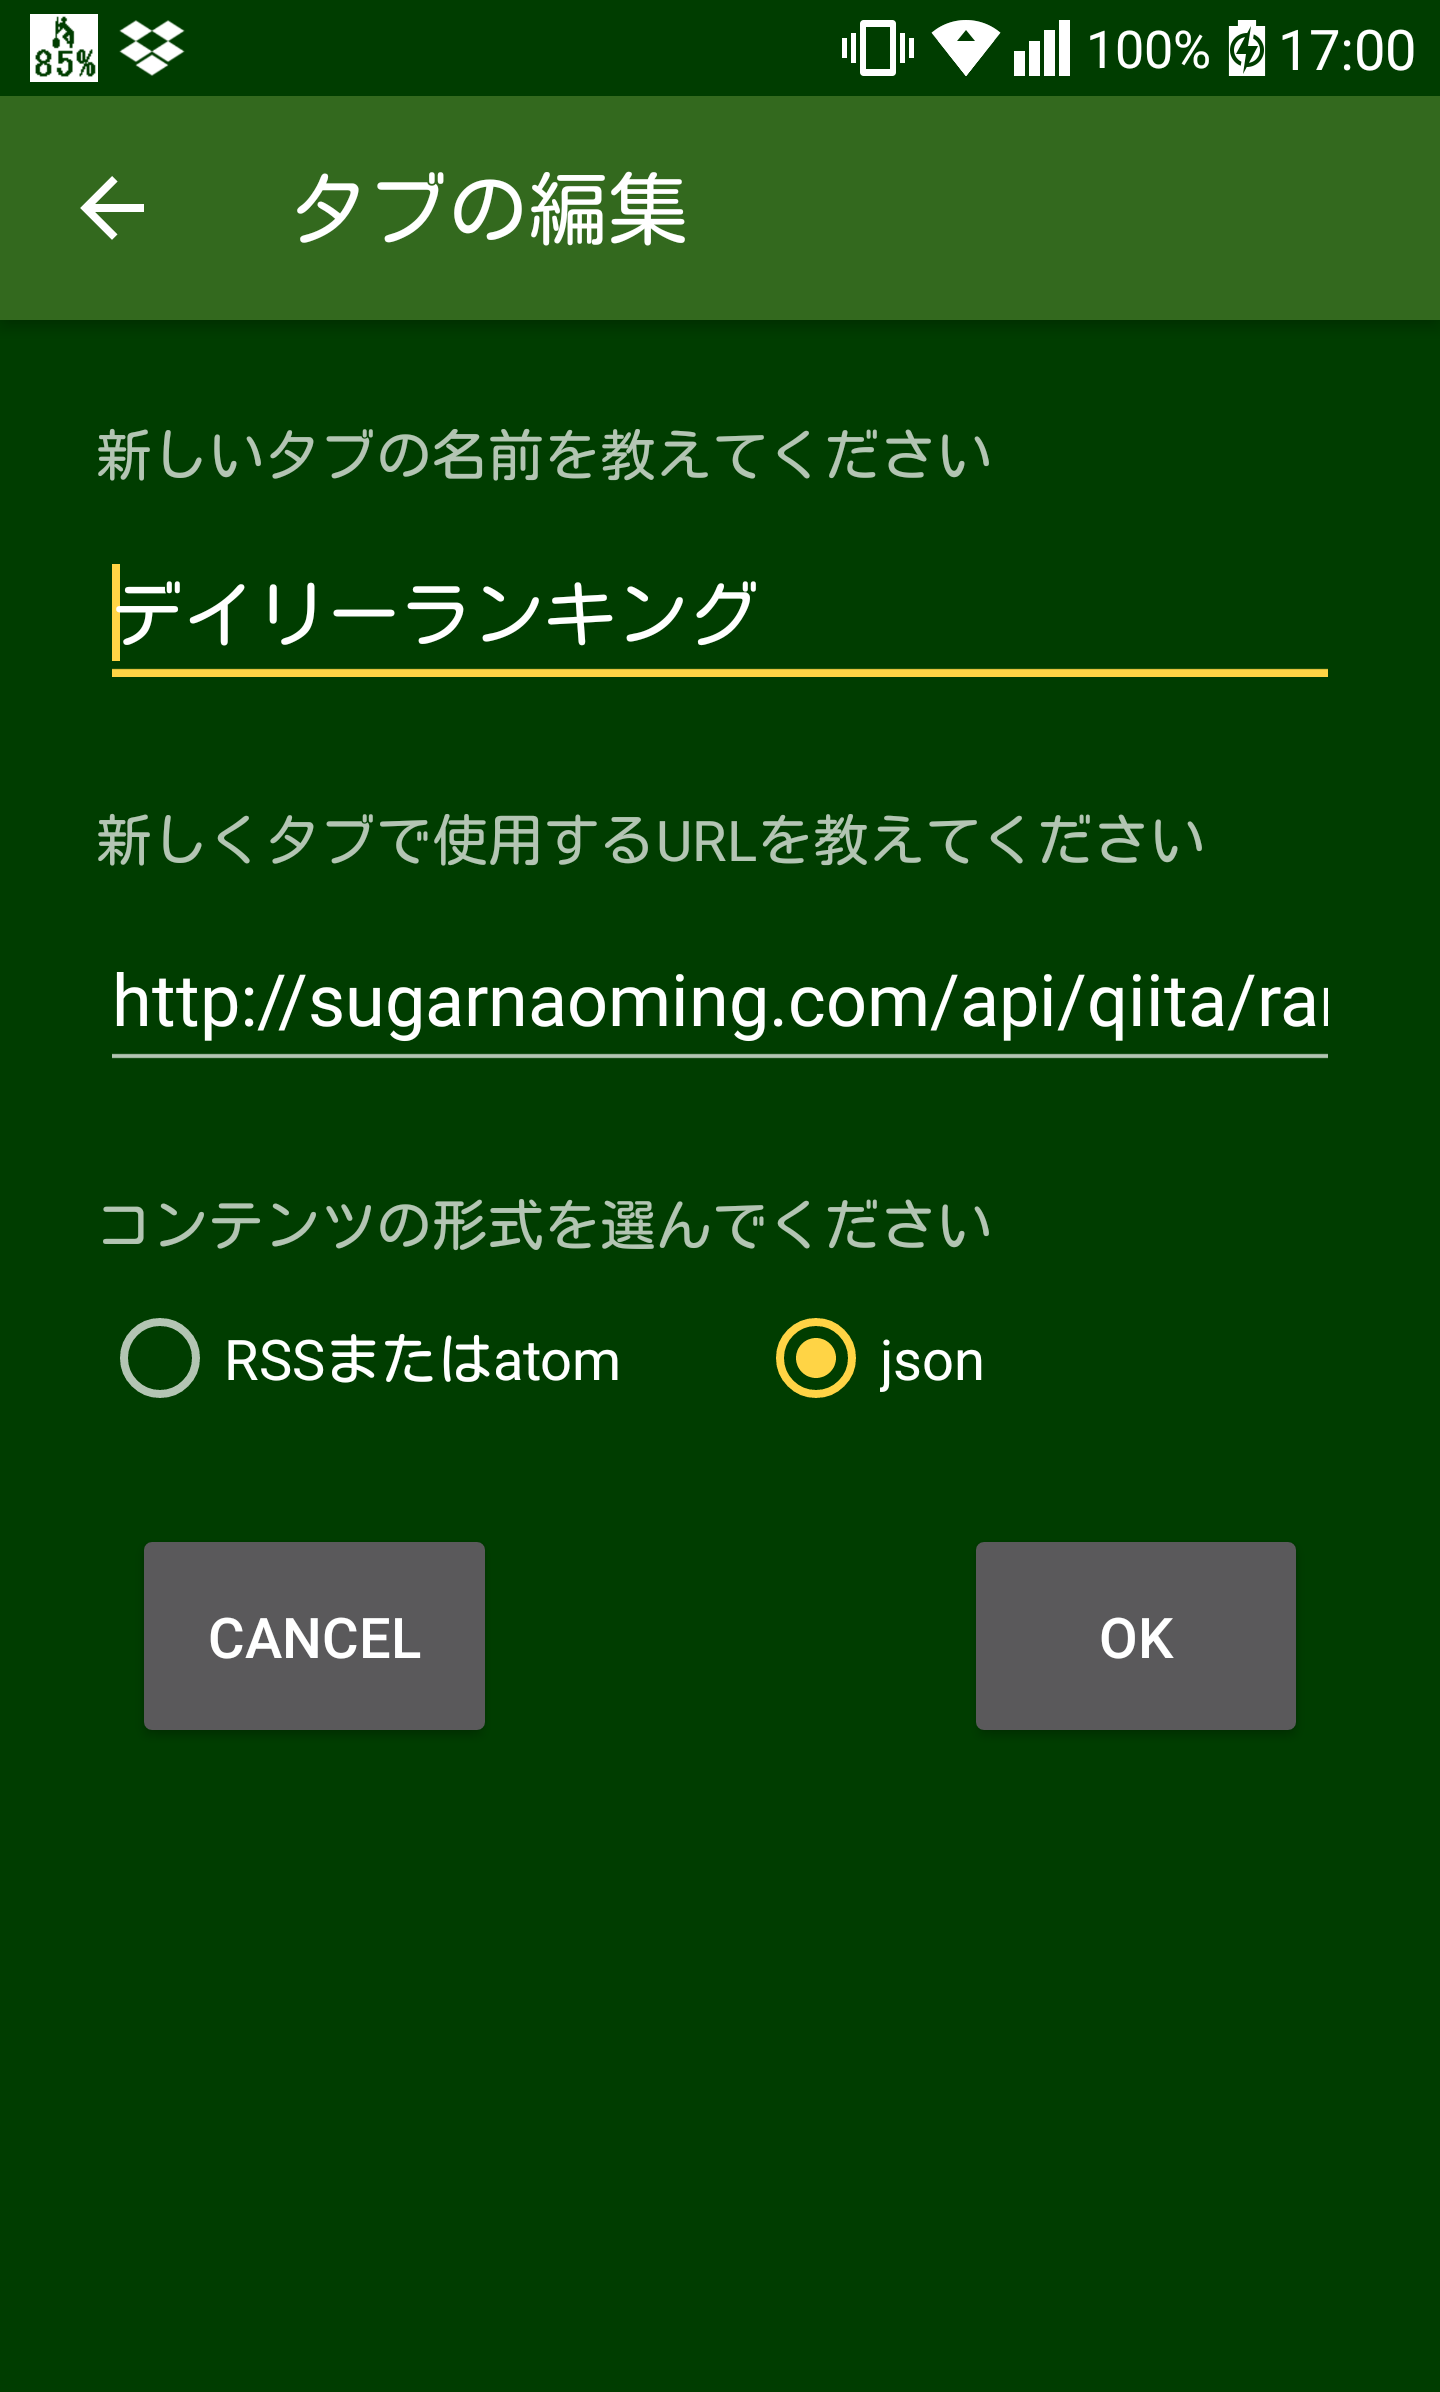 85%
100% 17:00
タブの編集
新しいタブの名前を教えてください
デイリーランキング
新しくタブで使用するURLを教えてください
http://sugarnaoming.com/api/qiita/ran
コンテンツの形式を選んでください
RSSまたはatom json
CANCEL OK